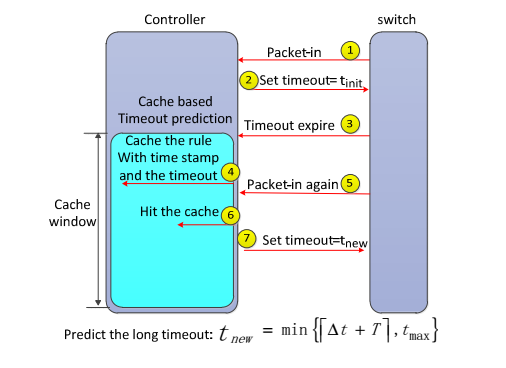 Controller
switch
Packet-in 1
2 Set timeout= tinit
Cache based
Timeout prediction
Timeout expire 3
Cache the rule
With time stamp
and the timeout 4
Packet-in again 5
Cache
window
Hit the cache 6
7 Set timeout=tnew
Predict the long timeout: t new = min{⌈Δt + T⌉, tmax}